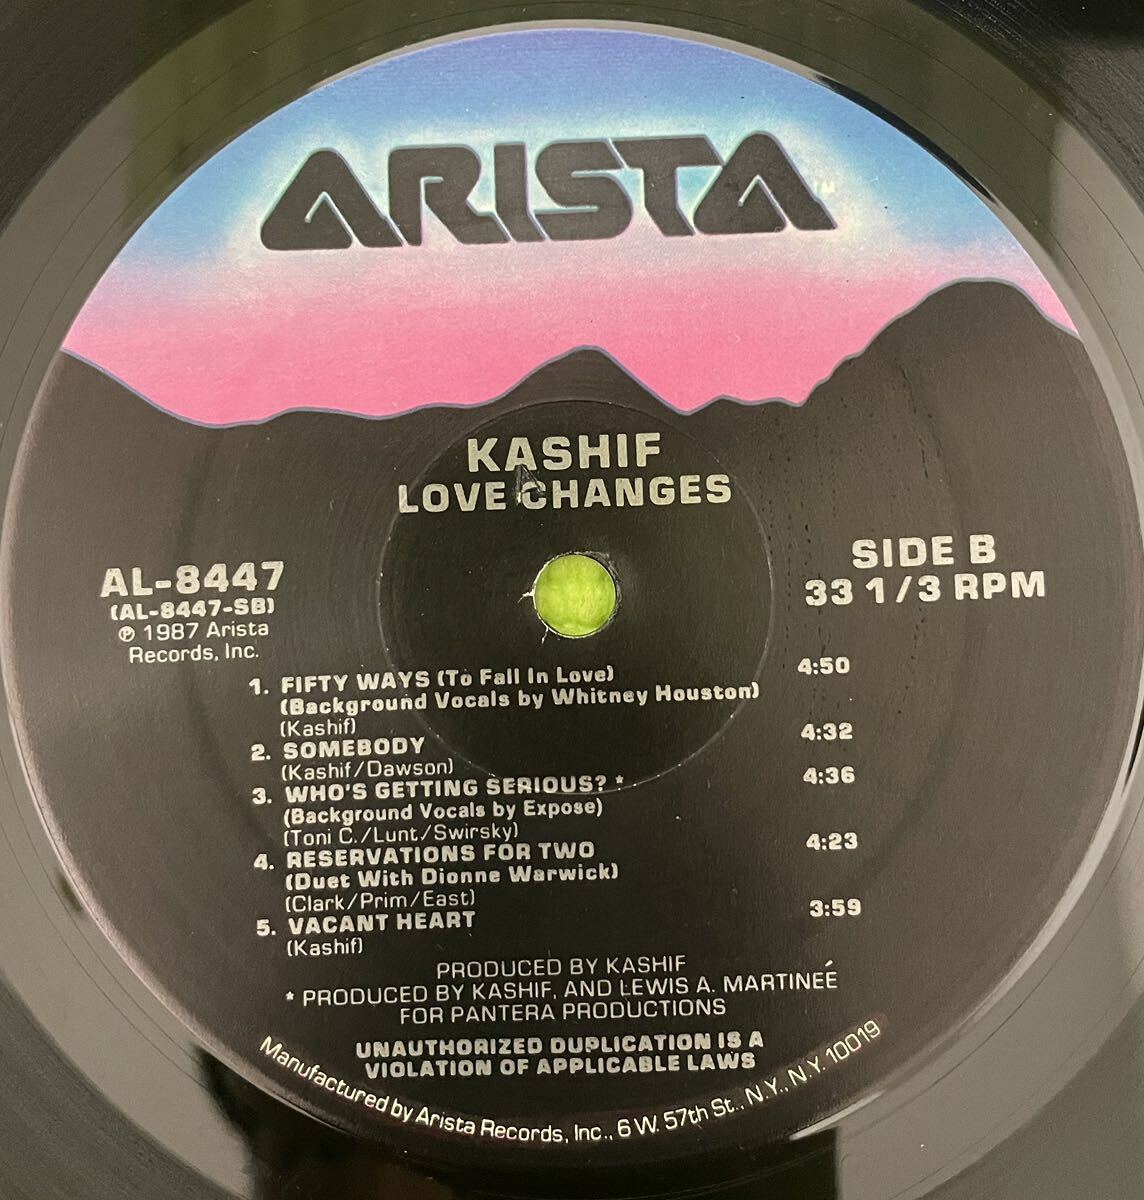 ARISTA
TM
KASHIF
LOVE CHANGES
AL-8447
(AL-8447-SB)
℗ 1987 Arista
Records, Inc.
SIDE B
33 1/3 RPM
1. FIFTY WAYS (To Fall In Love) 4:50
(Background Vocals by Whitney Houston)
(Kashif)
2. SOMEBODY 4:32
(Kashif/Dawson)
3. WHO'S GETTING SERIOUS? * 4:36
(Background Vocals by Expose)
(Toni C./Lunt/Swirsky)
4. RESERVATIONS FOR TWO 4:23
(Duet With Dionne Warwick)
(Clark/Prim/East)
5. VACANT HEART 3:59
(Kashif)
PRODUCED BY KASHIF
* PRODUCED BY KASHIF, AND LEWIS A. MARTINEÉ
FOR PANTERA PRODUCTIONS
UNAUTHORIZED DUPLICATION IS A
VIOLATION OF APPLICABLE LAWS
Manufactured by Arista Records, Inc., 6 W. 57th St., N.Y., N.Y. 10019